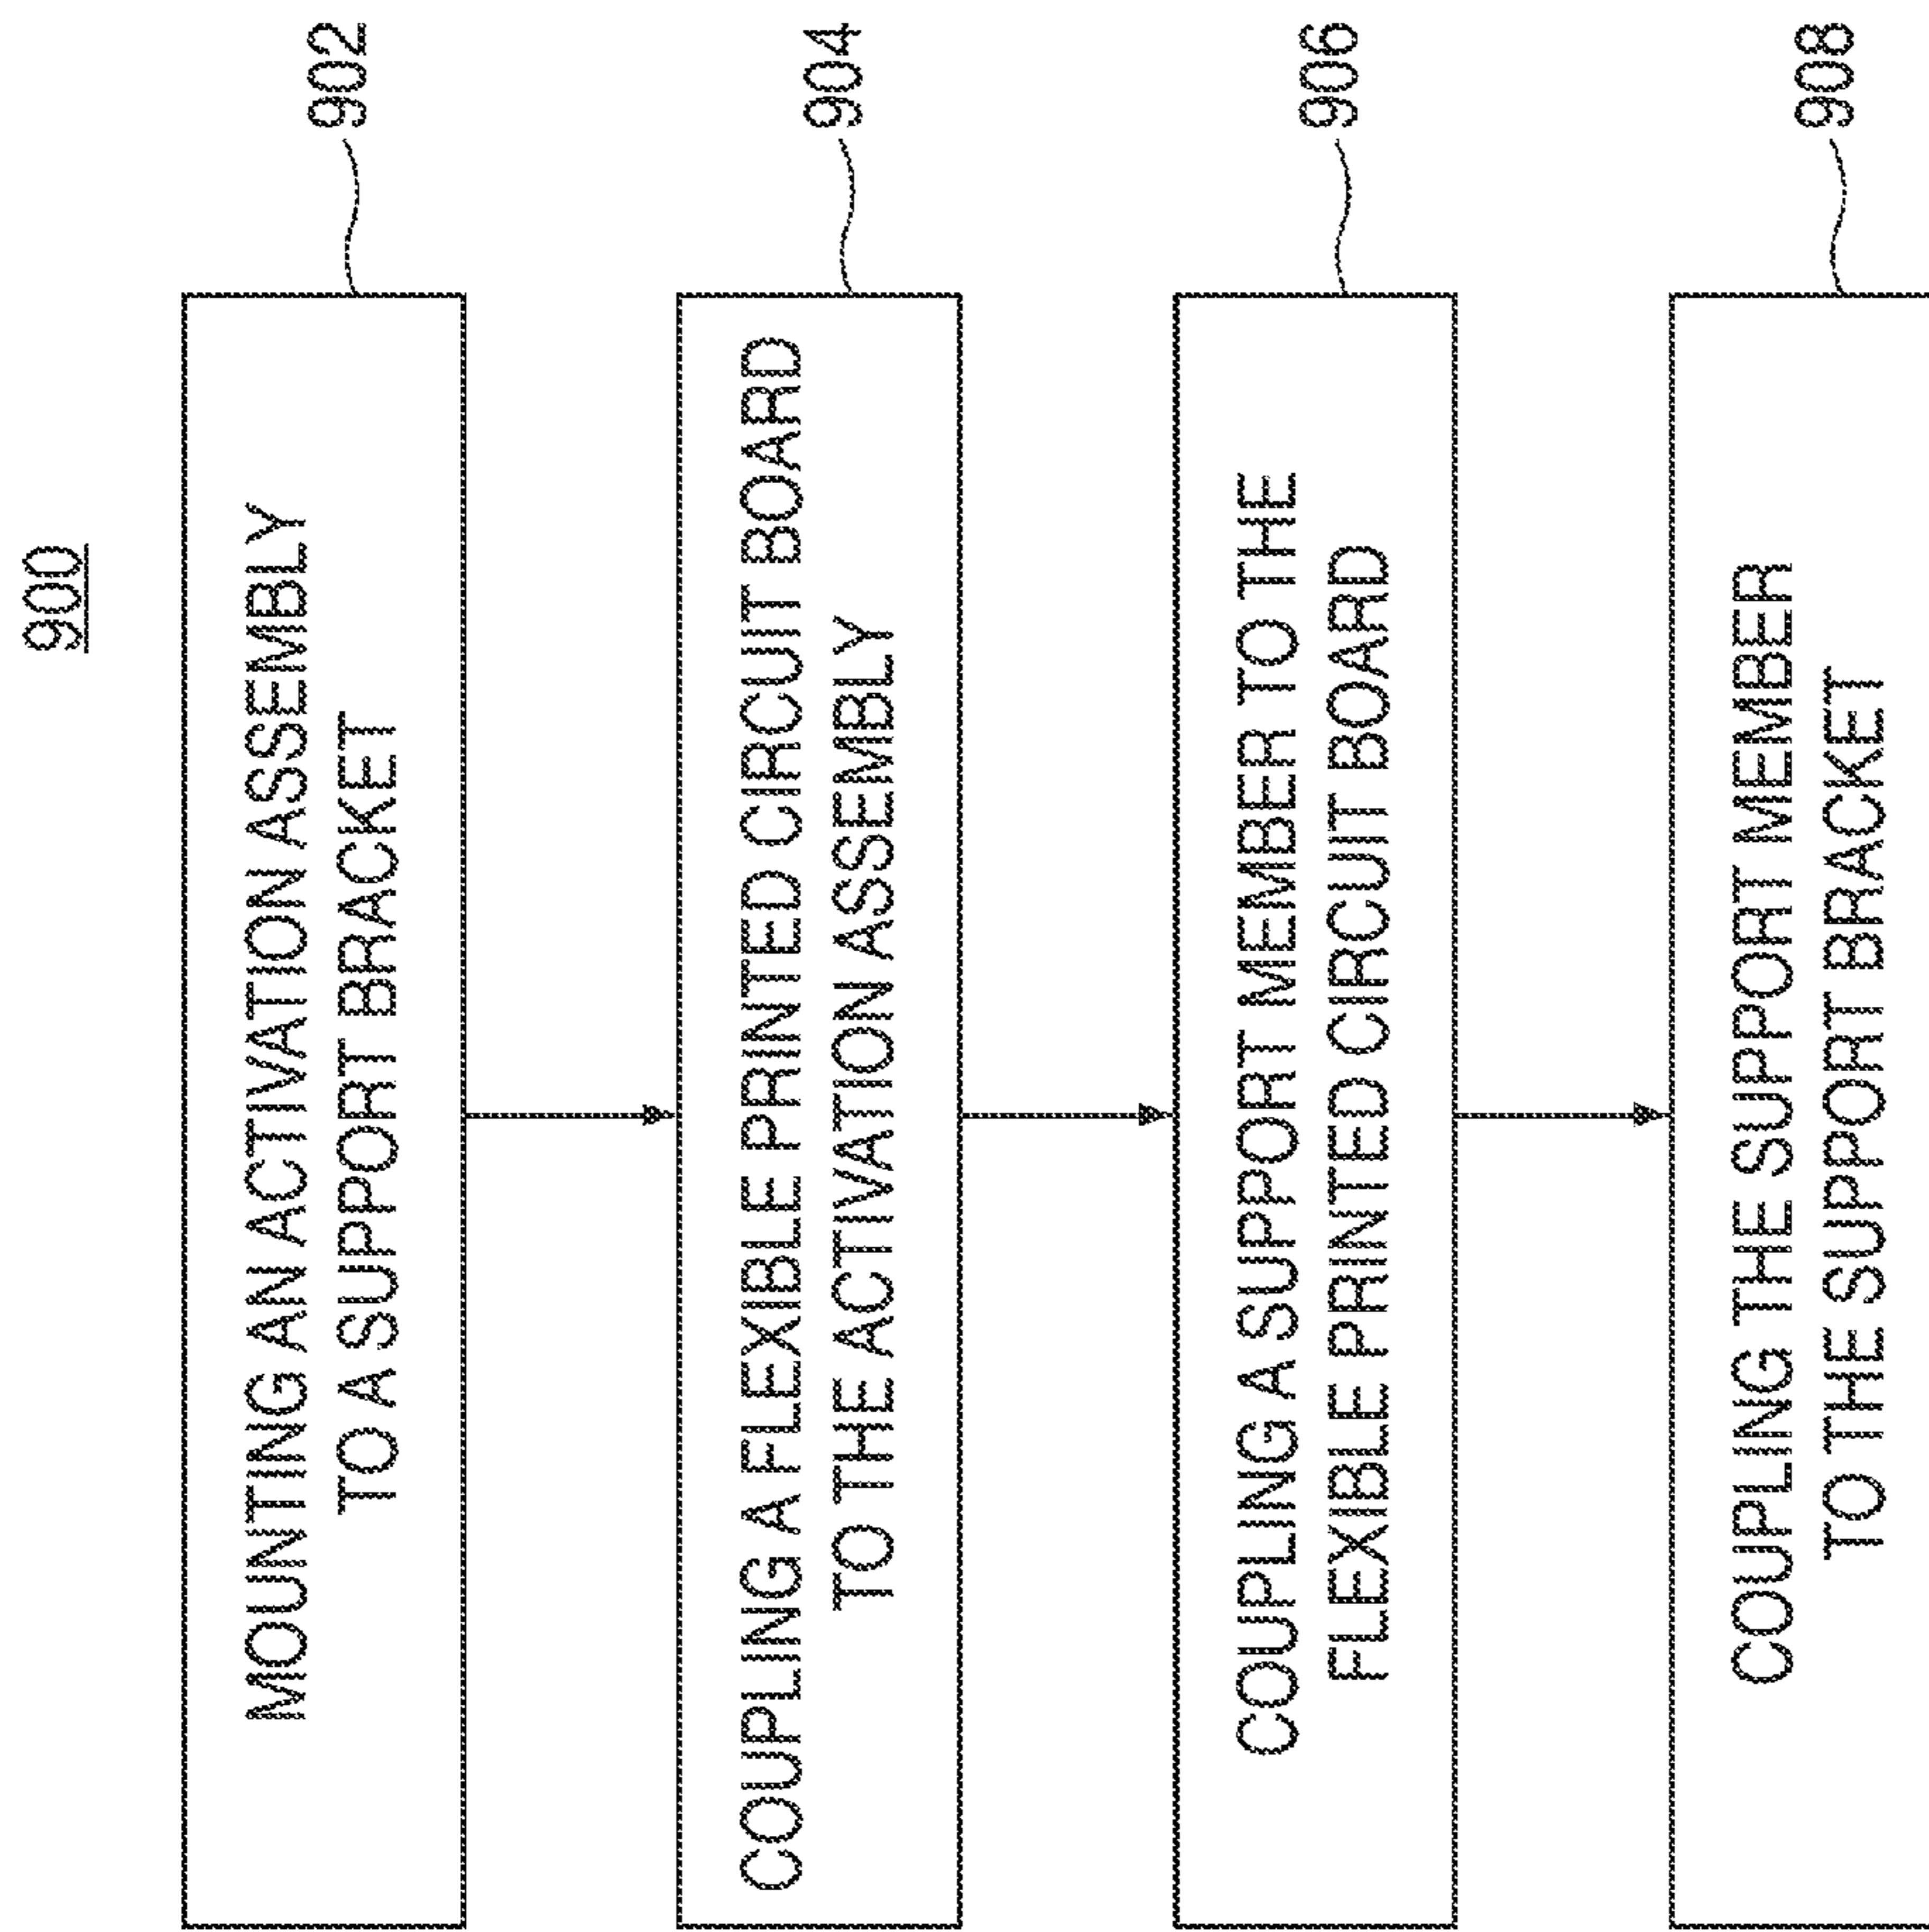 900
MOUNTING AN ACTIVATION ASSEMBLY
TO A SUPPORT BRACKET
902
COUPLING A FLEXIBLE PRINTED CIRCUIT BOARD
TO THE ACTIVATION ASSEMBLY
904
COUPLING A SUPPORT MEMBER TO THE
FLEXIBLE PRINTED CIRCUIT BOARD
906
COUPLING THE SUPPORT MEMBER
TO THE SUPPORT BRACKET
908